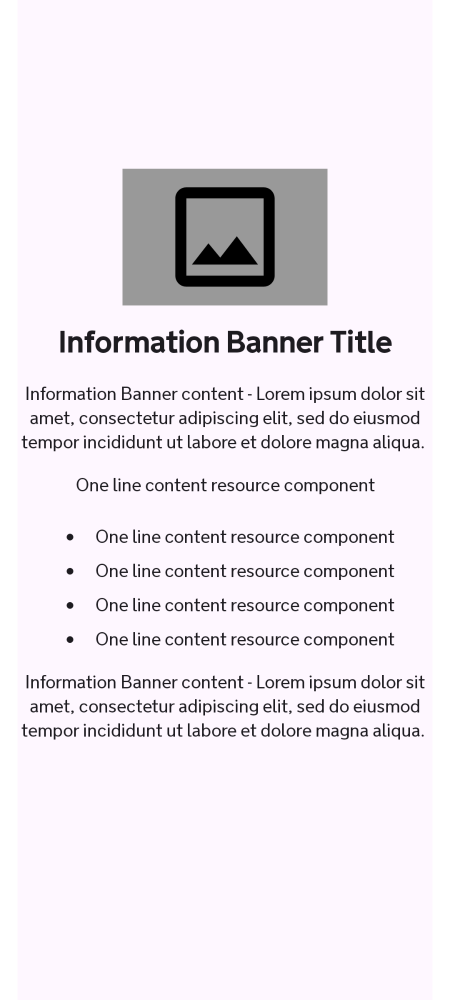 Information Banner Title
Information Banner content - Lorem ipsum dolor sit
amet, consectetur adipiscing elit, sed do eiusmod
tempor incididunt ut labore et dolore magna aliqua.
One line content resource component
• One line content resource component
• One line content resource component
• One line content resource component
• One line content resource component
Information Banner content - Lorem ipsum dolor sit
amet, consectetur adipiscing elit, sed do eiusmod
tempor incididunt ut labore et dolore magna aliqua.